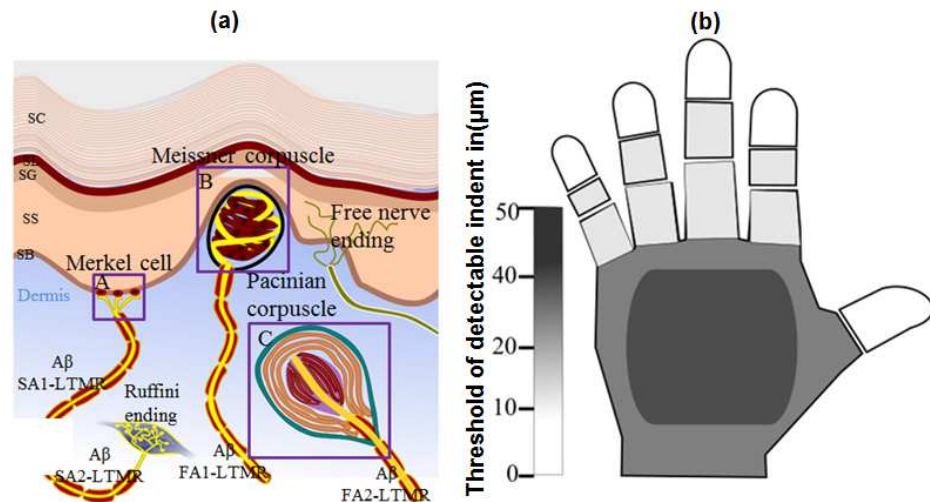 (a)
SC
SG
SS
SB
Dermis
Meissner corpuscle
B
Free nerve
ending
Merkel cell
A
Pacinian
corpuscle
C
Aβ
SA1-LTMR
Ruffini
ending
Aβ
SA2-LTMR
Aβ
FA1-LTMR
Aβ
FA2-LTMR
(b)
Threshold of detectable indent in(μm)
50
40
20
10
0